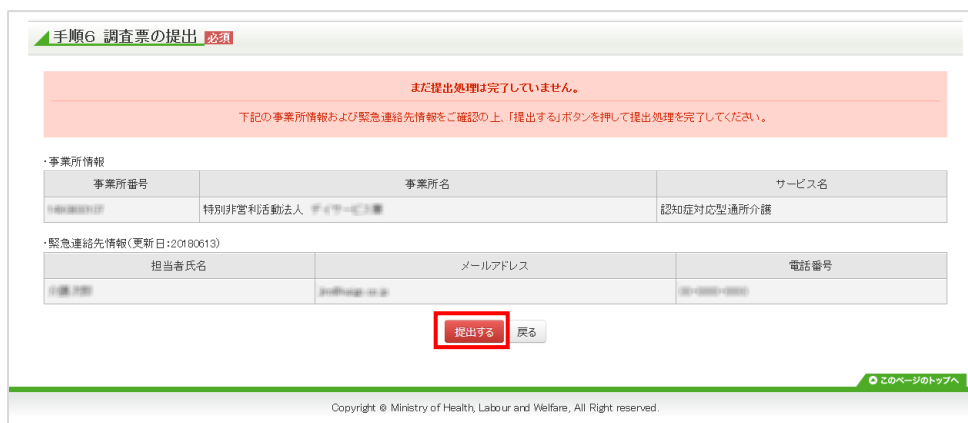 手順6 調査票の提出 必須
まだ提出処理は完了していません。
下記の事業所情報および緊急連絡先情報をご確認の上、「提出する」ボタンを押して提出処理を完了してください。
・事業所情報
事業所番号 事業所名 サービス名
特別非営利活動法人 認知症対応型通所介護
・緊急連絡先情報(更新日:20180613)
担当者氏名 メールアドレス 電話番号
提出する 戻る
このページのトップへ
Copyright © Ministry of Health, Labour and Welfare, All Right reserved.